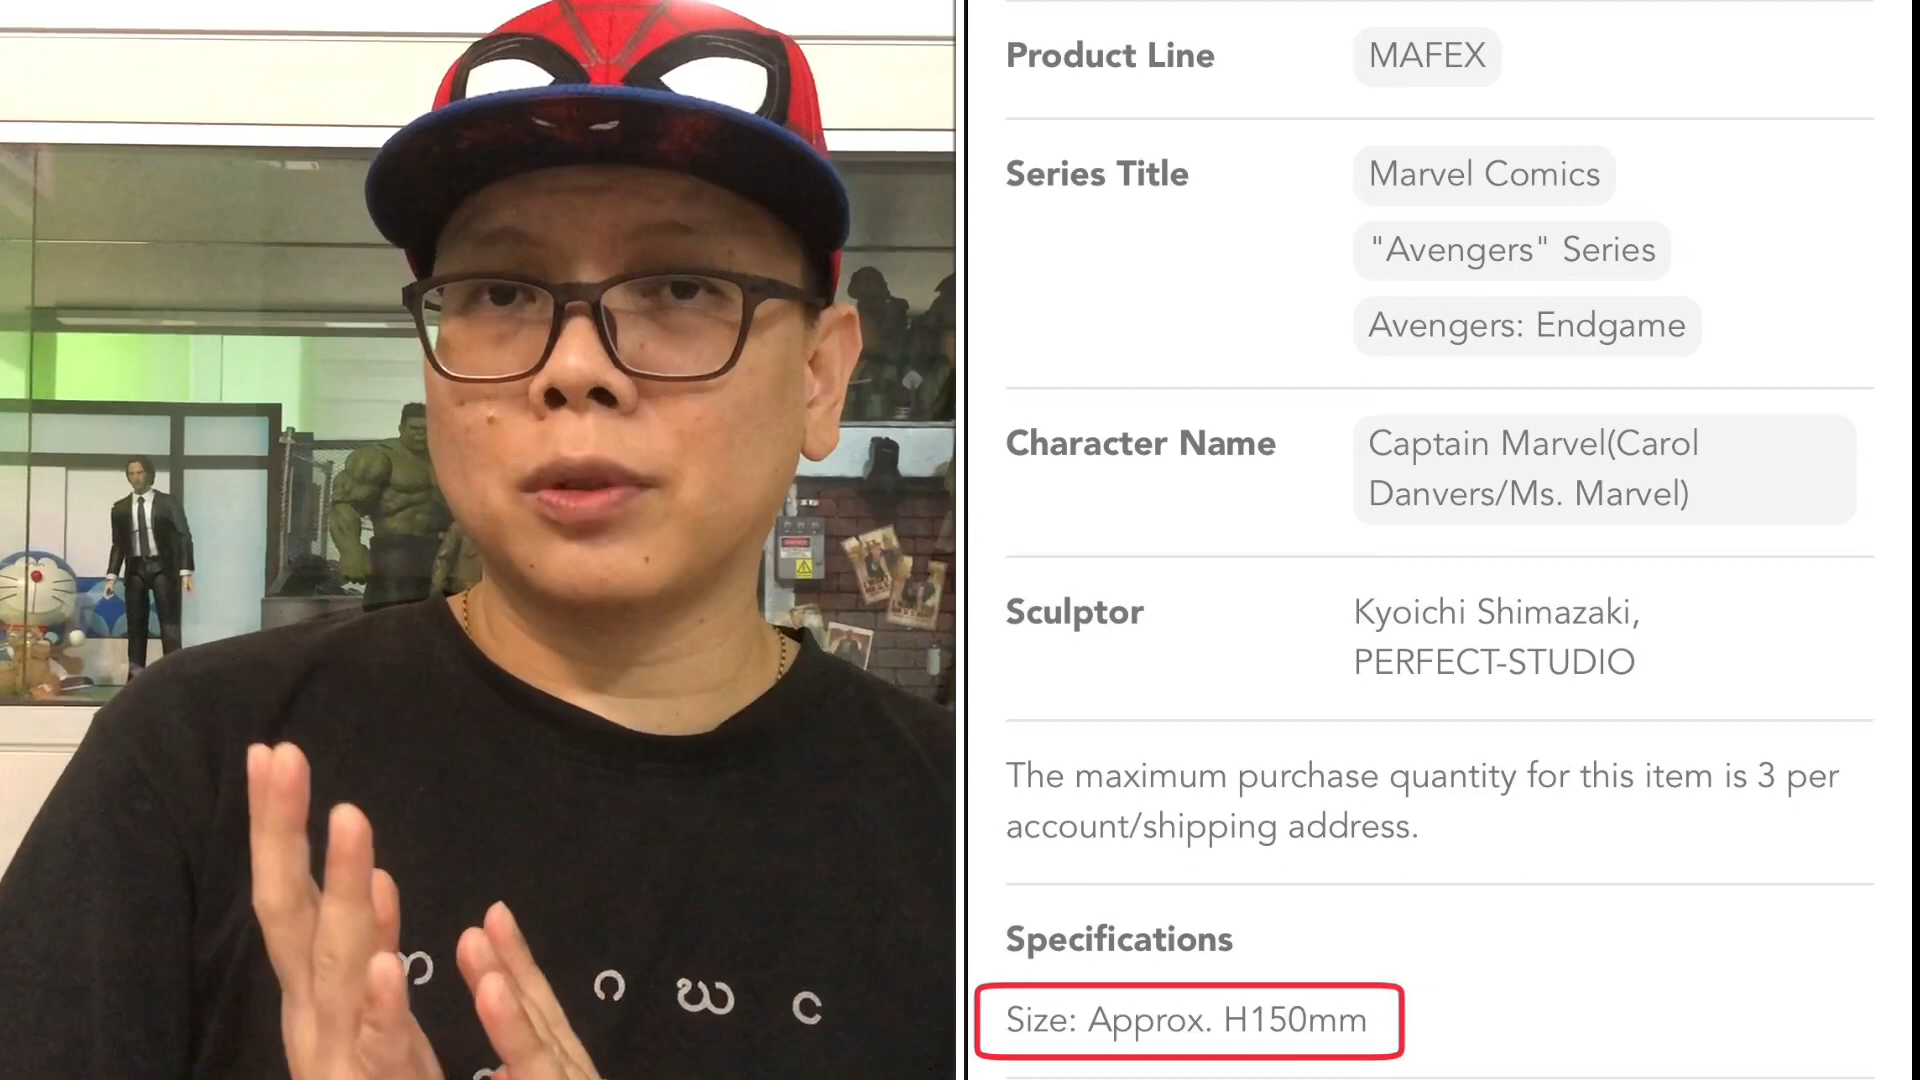 Product Line
MAFEX
Series Title
Marvel Comics
"Avengers" Series
Avengers: Endgame
Character Name
Captain Marvel(Carol
Danvers/Ms. Marvel)
Sculptor
Kyoichi Shimazaki,
PERFECT-STUDIO
The maximum purchase quantity for this item is 3 per
account/shipping address.
Specifications
Size: Approx. H150mm